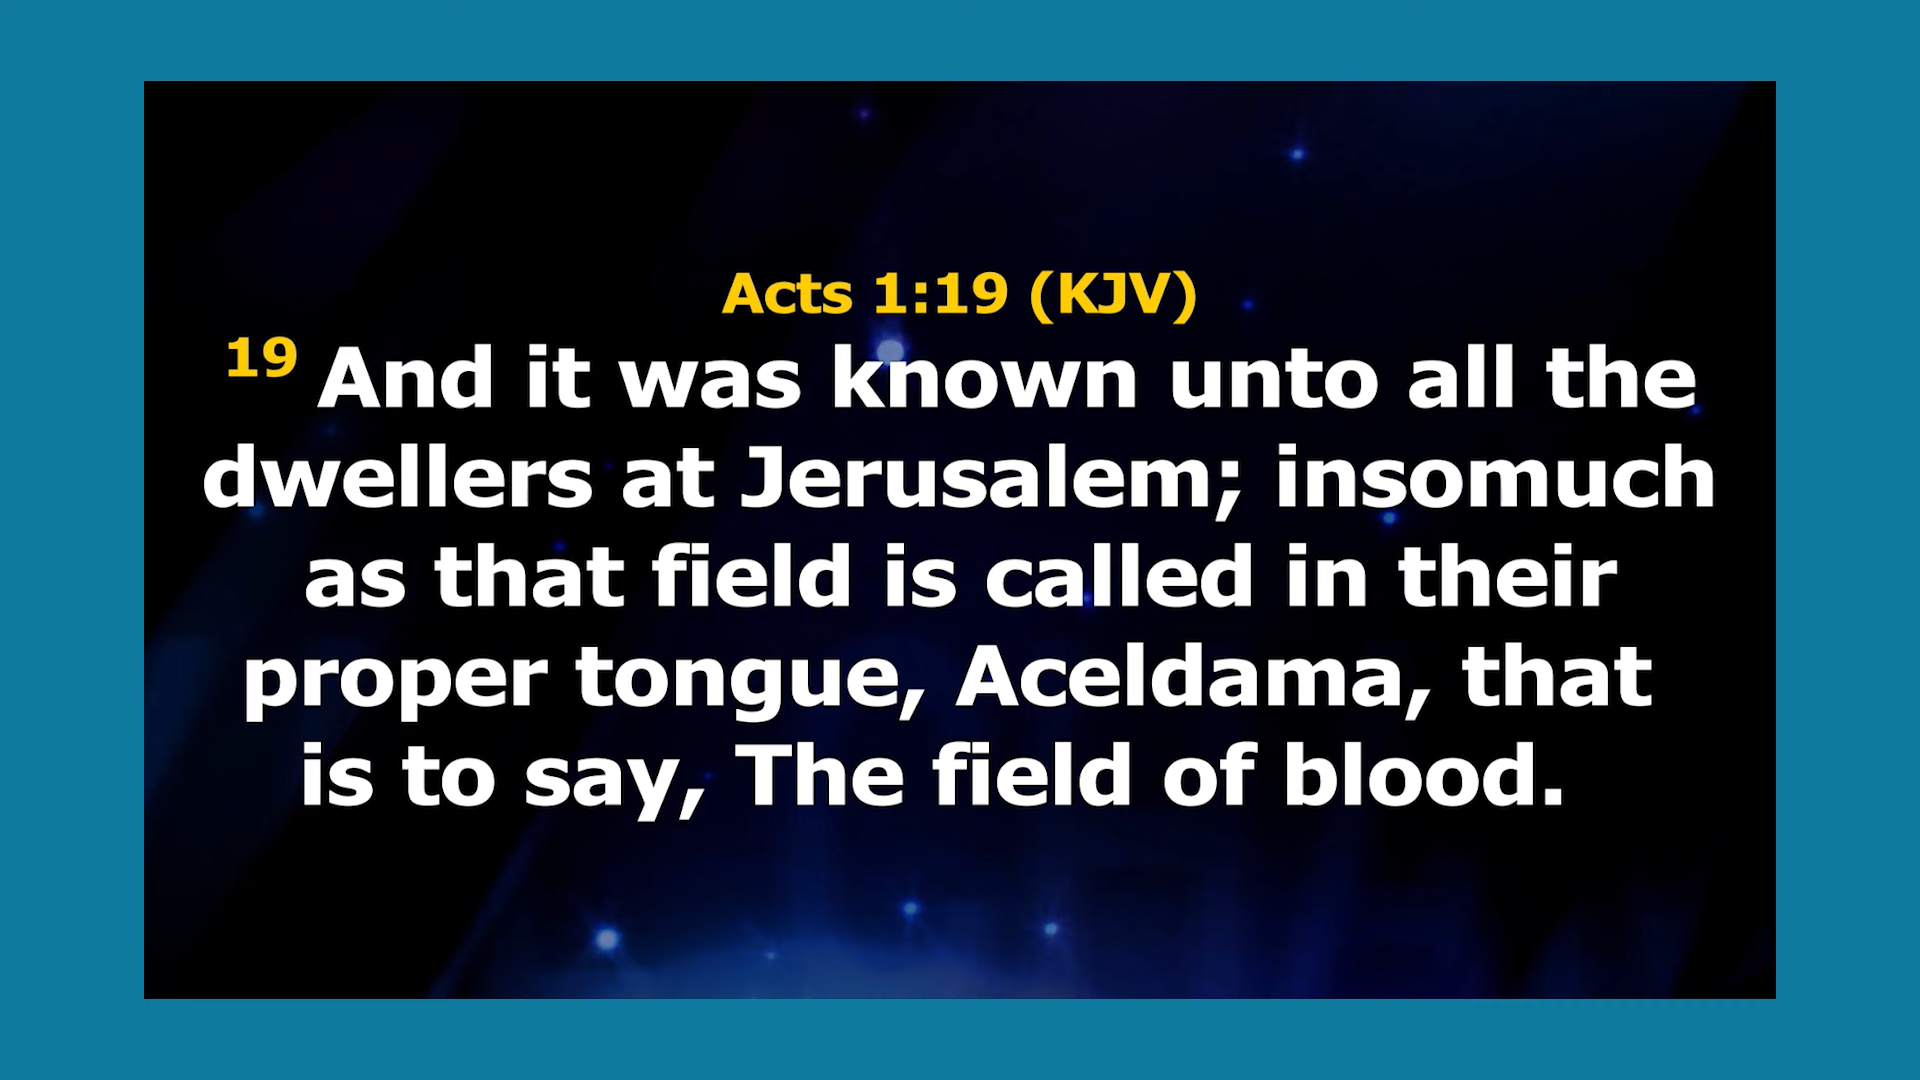 Acts 1:19 (KJV)
19 And it was known unto all the
dwellers at Jerusalem; insomuch
as that field is called in their
proper tongue, Aceldama, that
is to say, The field of blood.